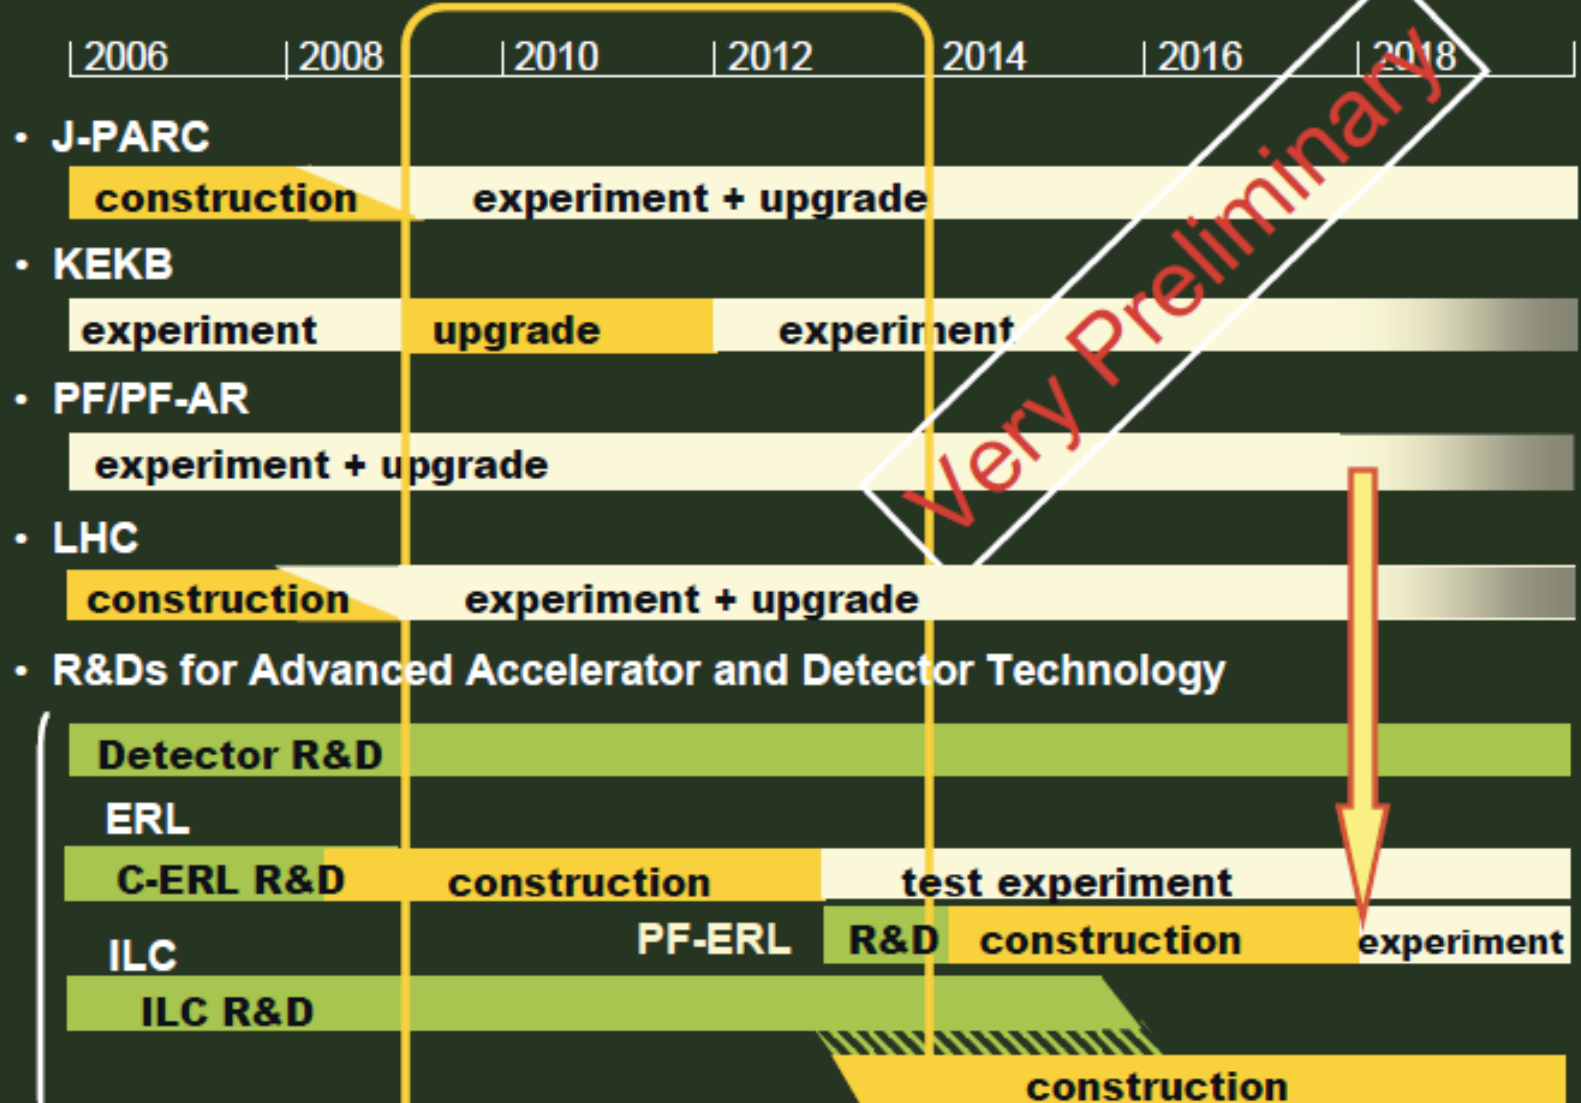 2006 2008 2010 2012 2014 2016 2018
• J-PARC
construction experiment + upgrade
• KEKB
experiment upgrade experiment
• PF/PF-AR
experiment + upgrade
Very Preliminary
• LHC
construction experiment + upgrade
• R&Ds for Advanced Accelerator and Detector Technology
Detector R&D
ERL
C-ERL R&D construction test experiment
PF-ERL R&D construction experiment
ILC
ILC R&D
construction